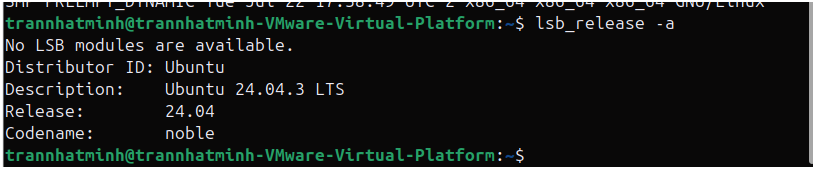 SMP PREEMPT_DYNAMIC Tue Jul 22 17:38:49 UTC 2 x86_64 x86_64 x86_64 GNU/Linux
trannhatminh@trannhatminh-VMware-Virtual-Platform:~$ lsb_release -a
No LSB modules are available.
Distributor ID: Ubuntu
Description:    Ubuntu 24.04.3 LTS
Release:        24.04
Codename:       noble
trannhatminh@trannhatminh-VMware-Virtual-Platform:~$